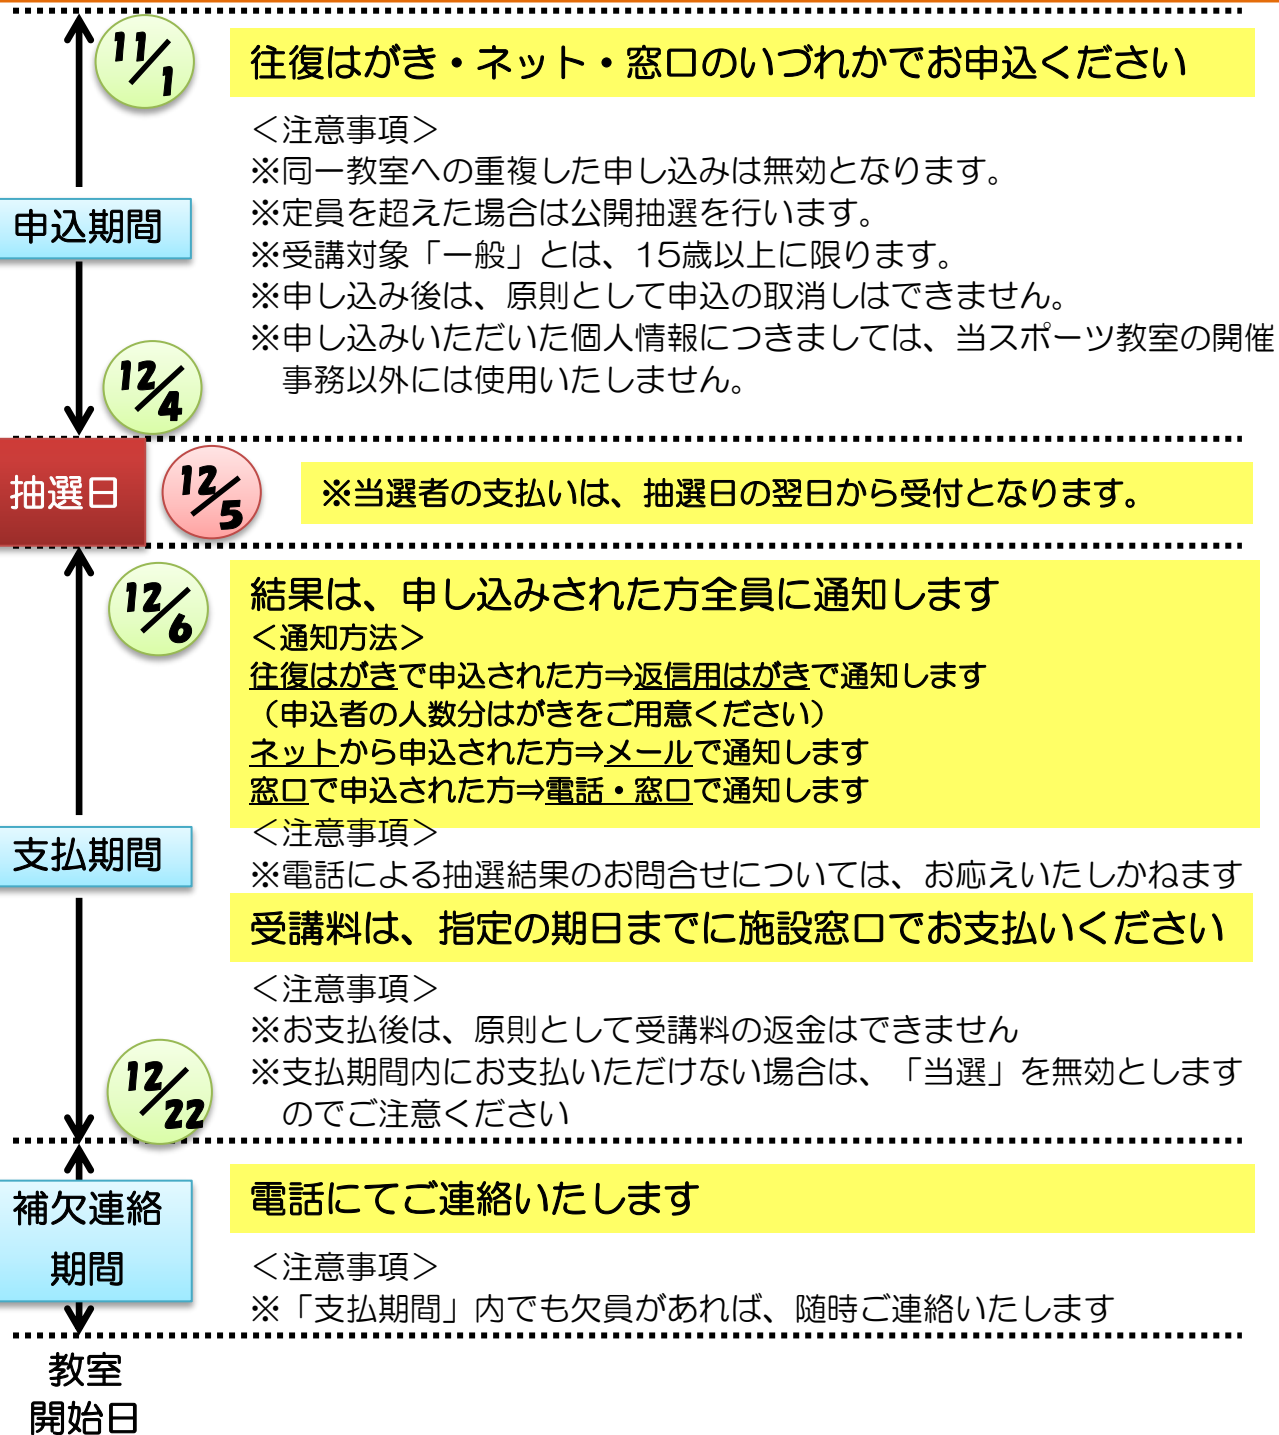 11/1
往復はがき・ネット・窓口のいづれかでお申込ください
＜注意事項＞
※同一教室への重複した申し込みは無効となります。
※定員を超えた場合は公開抽選を行います。
申込期間
※受講対象「一般」とは、15歳以上に限ります。
※申し込み後は、原則として申込の取消しはできません。
※申し込みいただいた個人情報につきましては、当スポーツ教室の開催
事務以外には使用いたしません。
12/4
抽選日
12/5
※当選者の支払いは、抽選日の翌日から受付となります。
12/6
結果は、申し込みされた方全員に通知します
＜通知方法＞
往復はがきで申込された方⇒返信用はがきで通知します
（申込者の人数分はがきをご用意ください）
ネットから申込された方⇒メールで通知します
窓口で申込された方⇒電話・窓口で通知します
＜注意事項＞
支払期間
※電話による抽選結果のお問合せについては、お応えいたしかねます
受講料は、指定の期日までに施設窓口でお支払いください
＜注意事項＞
※お支払後は、原則として受講料の返金はできません
※支払期間内にお支払いただけない場合は、「当選」を無効とします
のでご注意ください
12/22
補欠連絡
期間
電話にてご連絡いたします
＜注意事項＞
※「支払期間」内でも欠員があれば、随時ご連絡いたします
教室
開始日